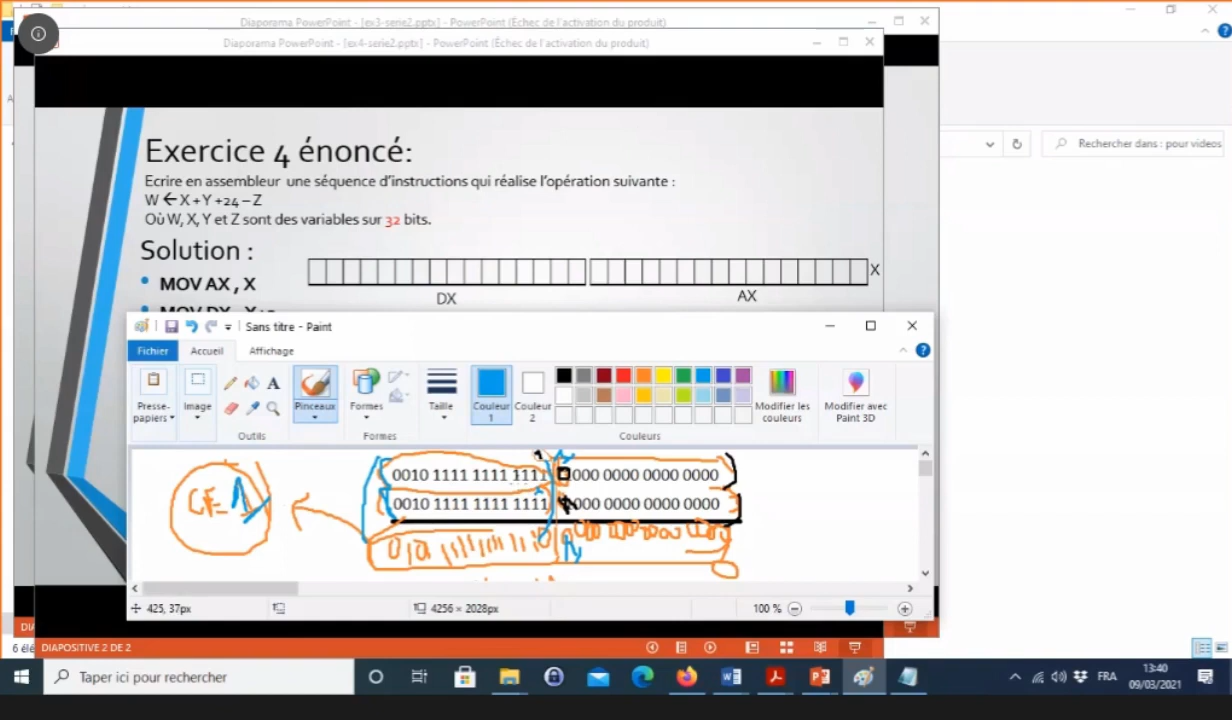 Diaporama PowerPoint - [ex3-serie2.pptx] - PowerPoint (Échec de l'activation du produit)
Diaporama PowerPoint - [ex4-serie2.pptx] - PowerPoint (Échec de l'activation du produit)
Rechercher dans : pour videos
Exercice 4 énoncé:
Ecrire en assembleur une séquence d'instructions qui réalise l'opération suivante :
W ← X + Y +24 – Z
Où W, X, Y et Z sont des variables sur 32 bits.
Solution :
• MOV AX , X
X
DX
AX
• MOV DX
Sans titre - Paint
Fichier Accueil Affichage
Presse-papiers
Image
Pinceaux
Formes
Taille
Couleur 1
Couleur 2
Modifier les couleurs
Modifier avec Paint 3D
Outils
Formes
Couleurs
0010 1111 1111 1111
000 0000 0000 0000
0010 1111 1111 1111
000 0000 0000 0000
CF=1
425, 37px
4256 × 2028px
100 %
DIAPOSITIVE 2 DE 2
Taper ici pour rechercher
FRA
13:40
09/03/2021